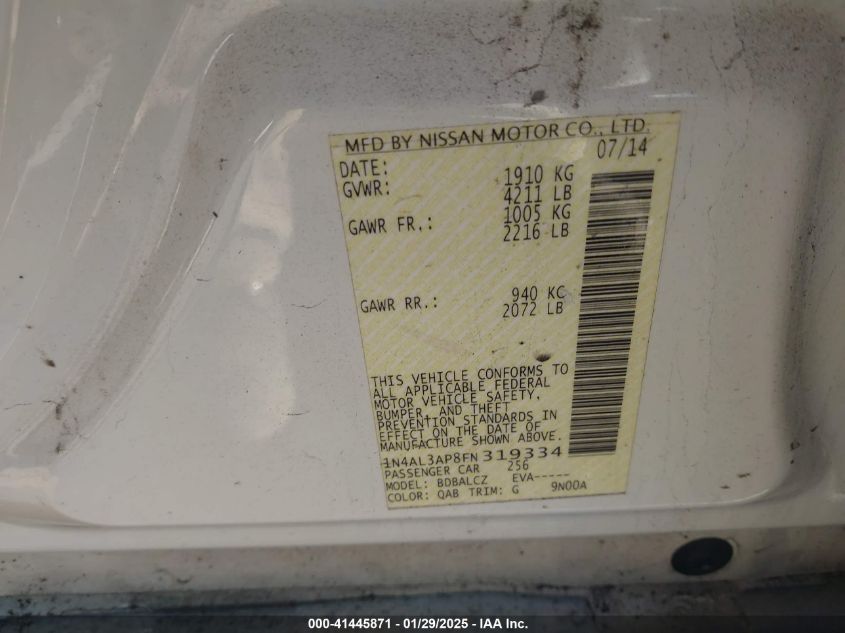 MFD BY NISSAN MOTOR CO., LTD.
DATE: 07/14
GVWR: 1910 KG
4211 LB
GAWR FR.: 1005 KG
2216 LB
GAWR RR.: 940 KG
2072 LB
THIS VEHICLE CONFORMS TO
ALL APPLICABLE FEDERAL
MOTOR VEHICLE SAFETY,
BUMPER, AND THEFT
PREVENTION STANDARDS IN
EFFECT ON THE DATE OF
MANUFACTURE SHOWN ABOVE.
1N4AL3AP8FN319334
PASSENGER CAR 256
MODEL: BDBALCZ EVA-----
COLOR: QAB TRIM: G 9N00A
000-41445871 | 01/29/2025 - IAA Inc.